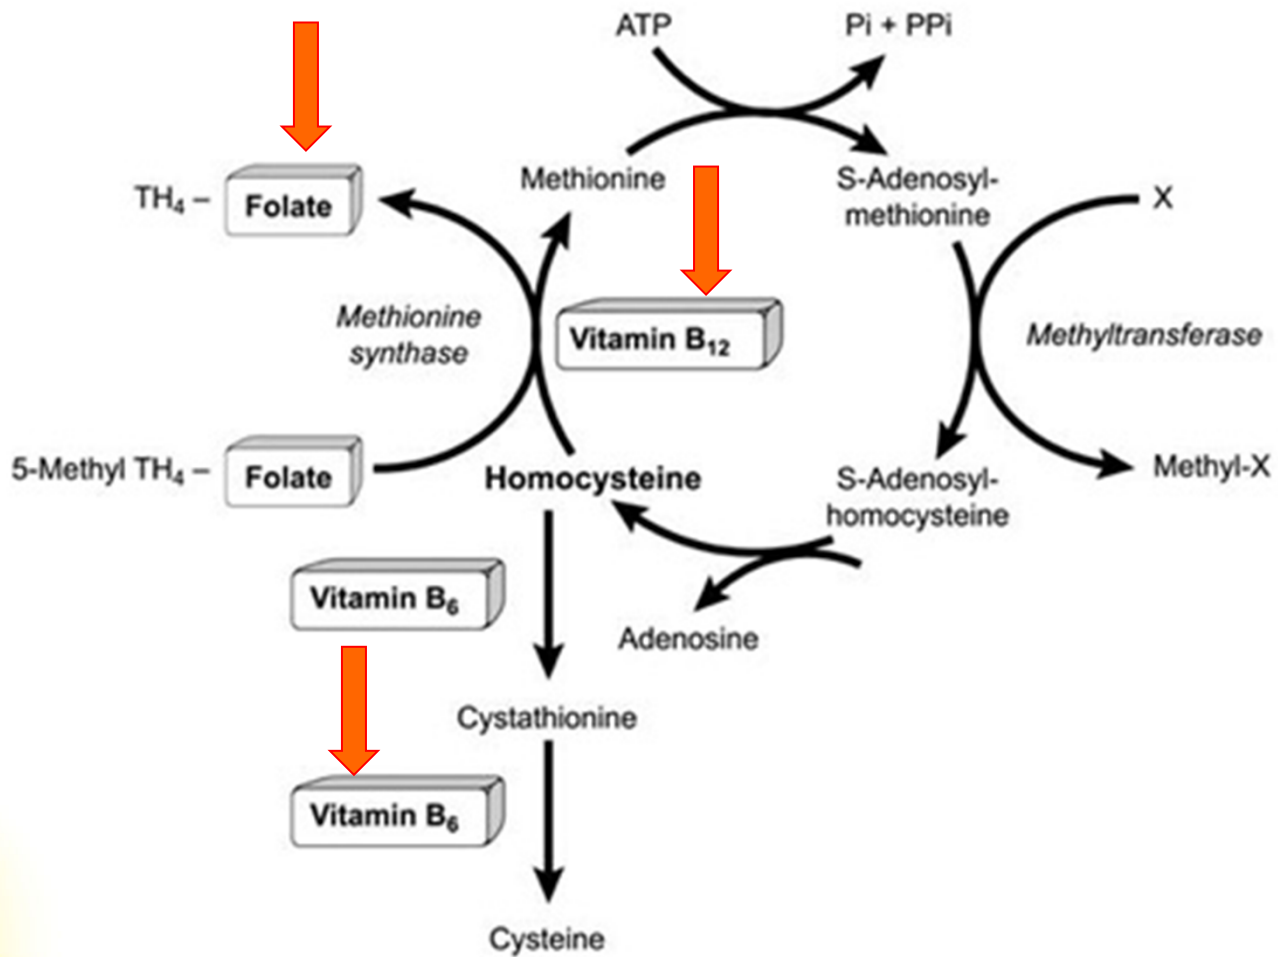 ATP
Pi + PPi
Methionine
S-Adenosyl-
methionine
X
TH₄ – Folate
Methionine
synthase
Vitamin B₁₂
Methyltransferase
5-Methyl TH₄ – Folate
Homocysteine
S-Adenosyl-
homocysteine
Methyl-X
Vitamin B₆
Adenosine
Cystathionine
Vitamin B₆
Cysteine